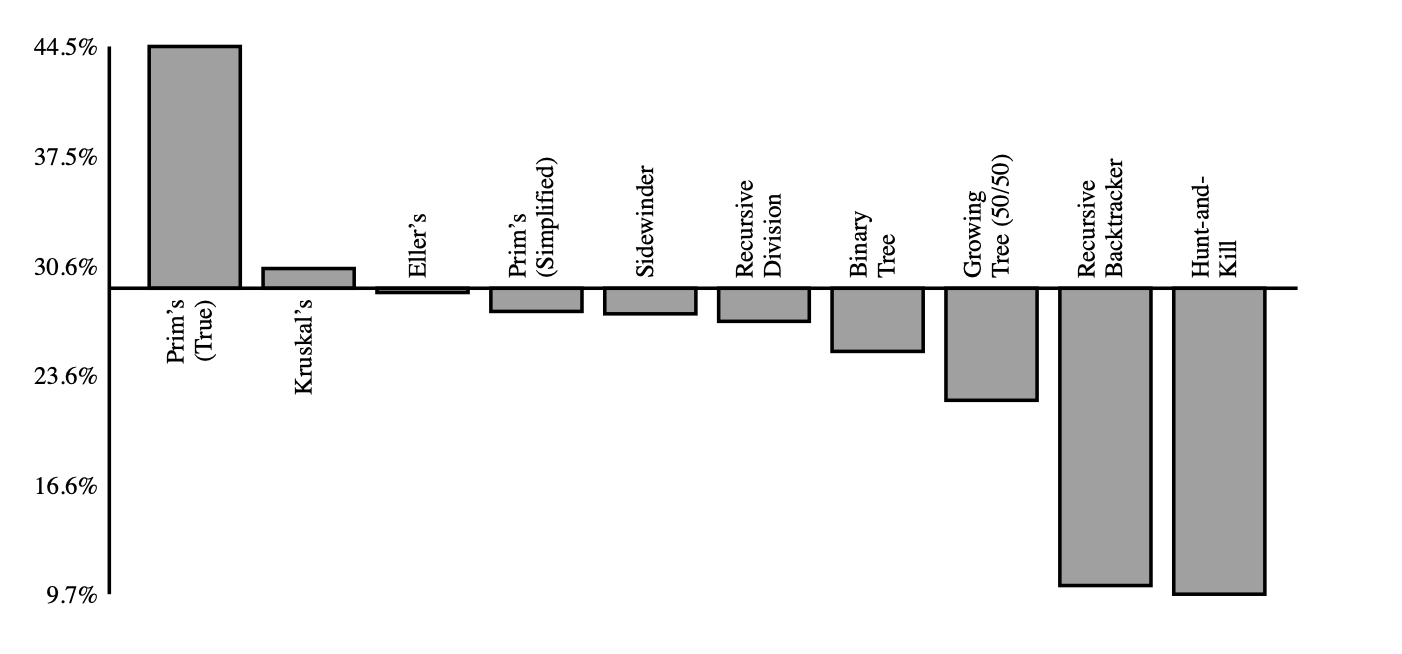 44.5%
37.5%
30.6%
23.6%
16.6%
9.7%
Prim’s
(True)
Kruskal’s
Eller’s
Prim’s
(Simplified)
Sidewinder
Recursive
Division
Binary
Tree
Growing
Tree (50/50)
Recursive
Backtracker
Hunt-and-
Kill